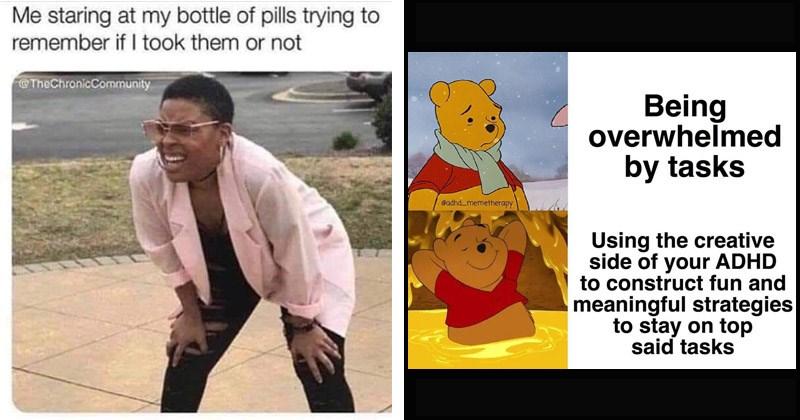 Me staring at my bottle of pills trying to
remember if I took them or not
@TheChronicCommunity
Being
overwhelmed
by tasks
@adhd_memetherapy
Using the creative
side of your ADHD
to construct fun and
meaningful strategies
to stay on top
said tasks